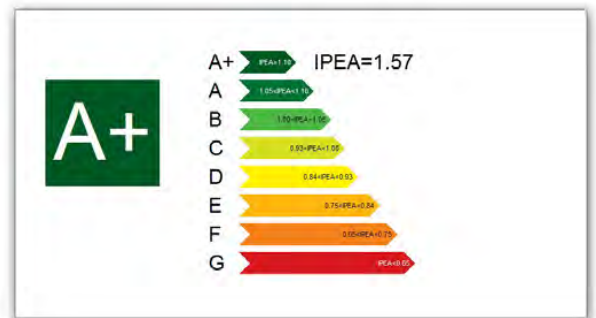 A+
A+ IPEA>1.10 IPEA=1.57
A 1.05<IPEA<1.10
B 1.00<IPEA<1.05
C 0.93<IPEA<1.00
D 0.84<IPEA<0.93
E 0.75<IPEA<0.84
F 0.65<IPEA<0.75
G IPEA<0.65